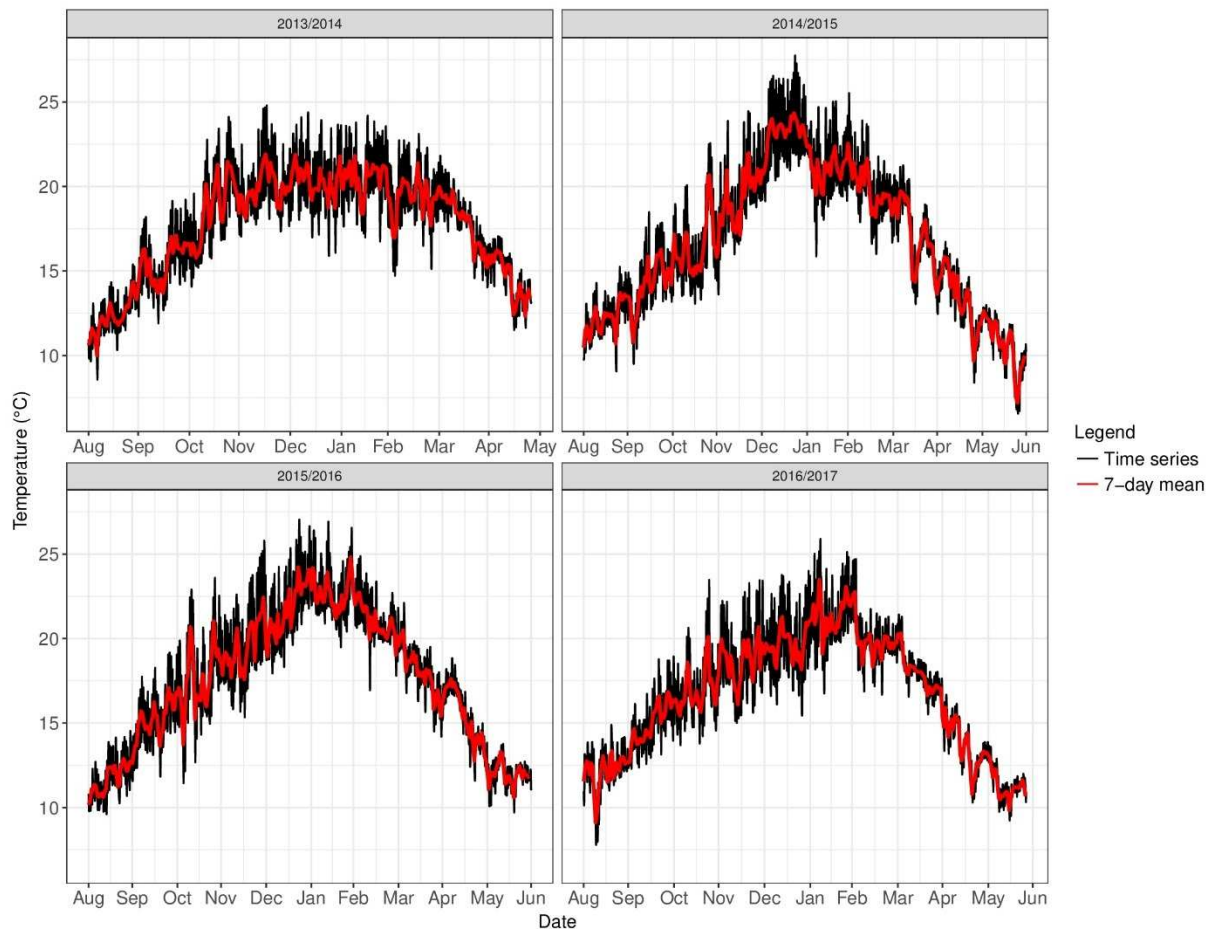 2013/2014
2014/2015
25
20
15
10
Aug Sep Oct Nov Dec Jan Feb Mar Apr May
Aug Sep Oct Nov Dec Jan Feb Mar Apr May Jun
Temperature (°C)
2015/2016
2016/2017
25
20
15
10
Aug Sep Oct Nov Dec Jan Feb Mar Apr May Jun
Aug Sep Oct Nov Dec Jan Feb Mar Apr May Jun
Date
Legend
Time series
7−day mean